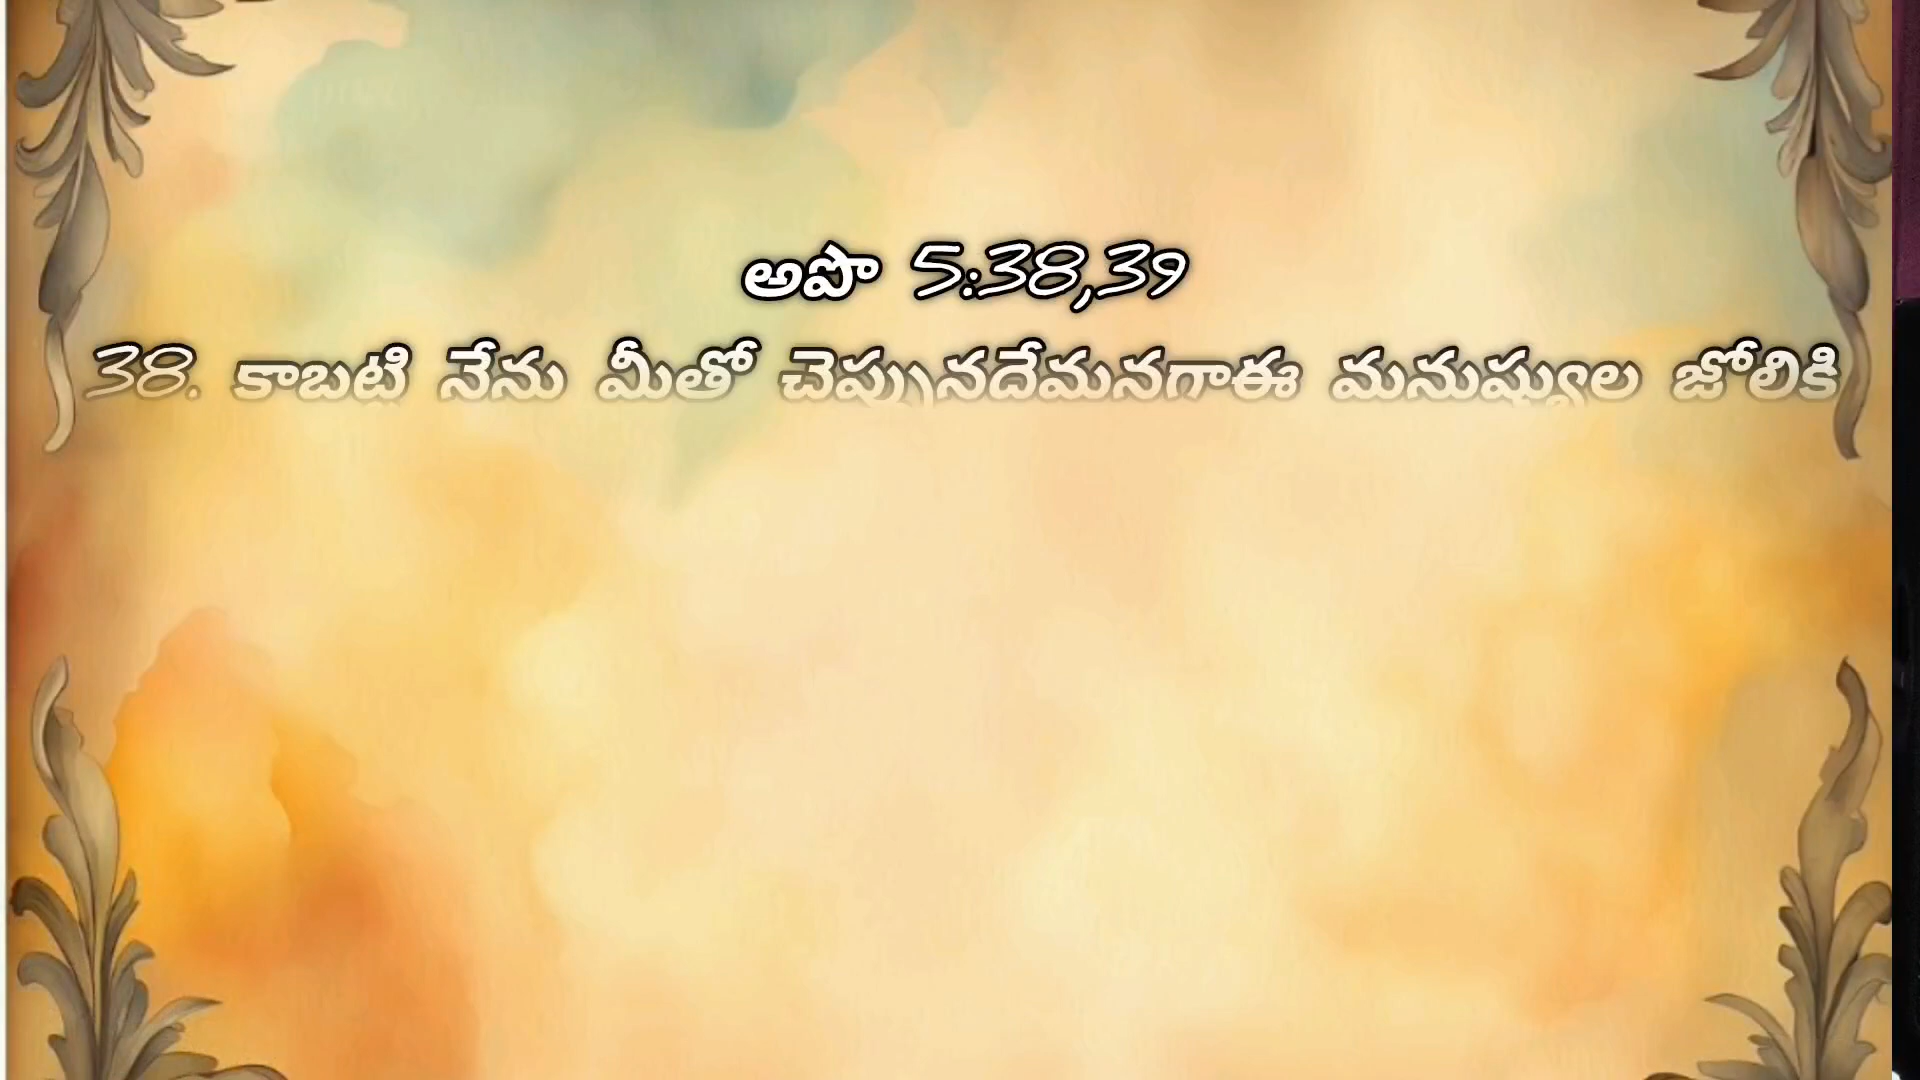 అపొ 5:38,39
38. కాబట్టి నేను మీతో చెప్పునదేమనగాఈ మనుష్యుల జోలికి